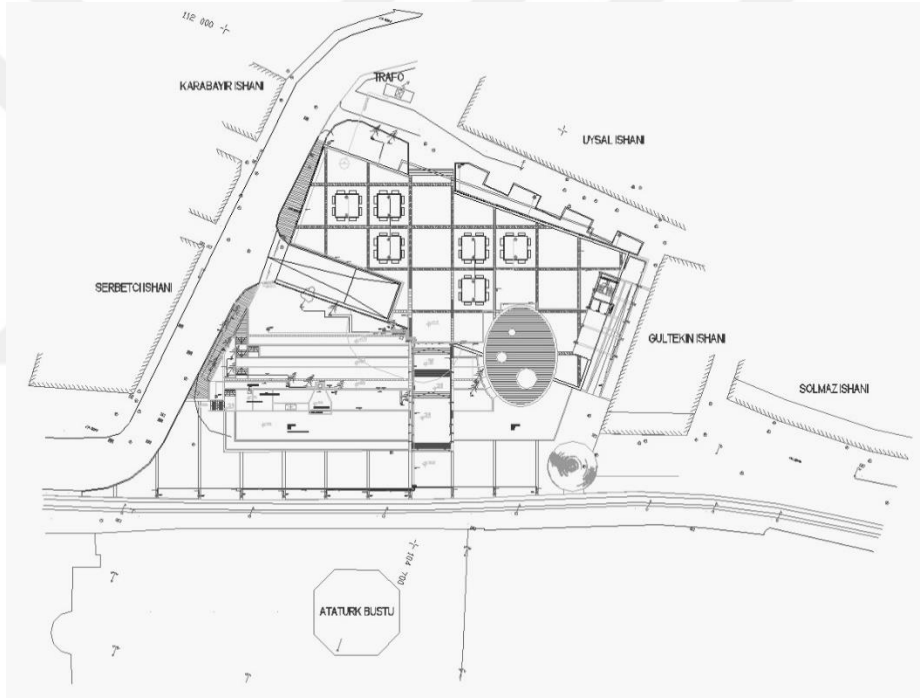 112 000
KARABAYIR ISHANI
TRAFO
UYSAL ISHANI
SERBETCI ISHANI
GULTEKIN ISHANI
SOLMAZ ISHANI
104 700
ATATURK BUSTU